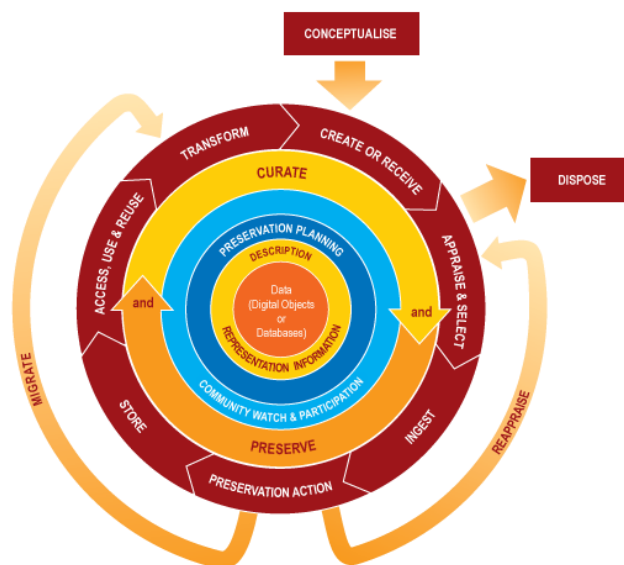 CONCEPTUALISE
CREATE OR RECEIVE
DISPOSE
APPRAISE & SELECT
REAPPRAISE
INGEST
PRESERVATION ACTION
MIGRATE
STORE
ACCESS, USE & REUSE
TRANSFORM
CURATE
and
PRESERVE
and
COMMUNITY WATCH & PARTICIPATION
PRESERVATION PLANNING
DESCRIPTION
REPRESENTATION INFORMATION
Data
(Digital Objects
or
Databases)